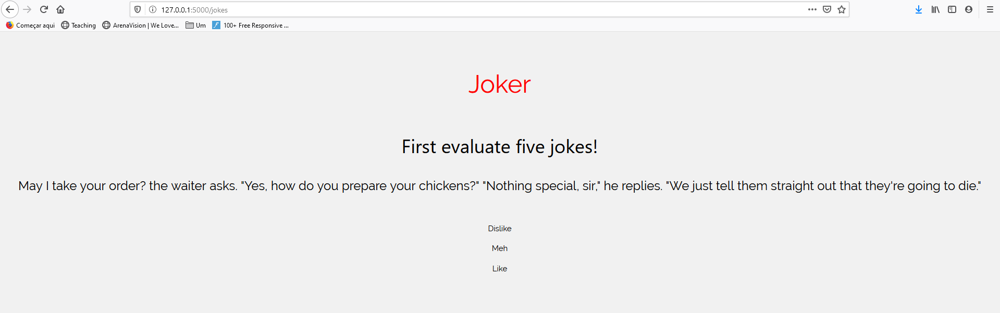 127.0.0.1:5000/jokes
Começar aqui Teaching ArenaVision | We Love... Um 100+ Free Responsive ...
Joker
First evaluate five jokes!
May I take your order? the waiter asks. "Yes, how do you prepare your chickens?" "Nothing special, sir," he replies. "We just tell them straight out that they're going to die."
Dislike
Meh
Like